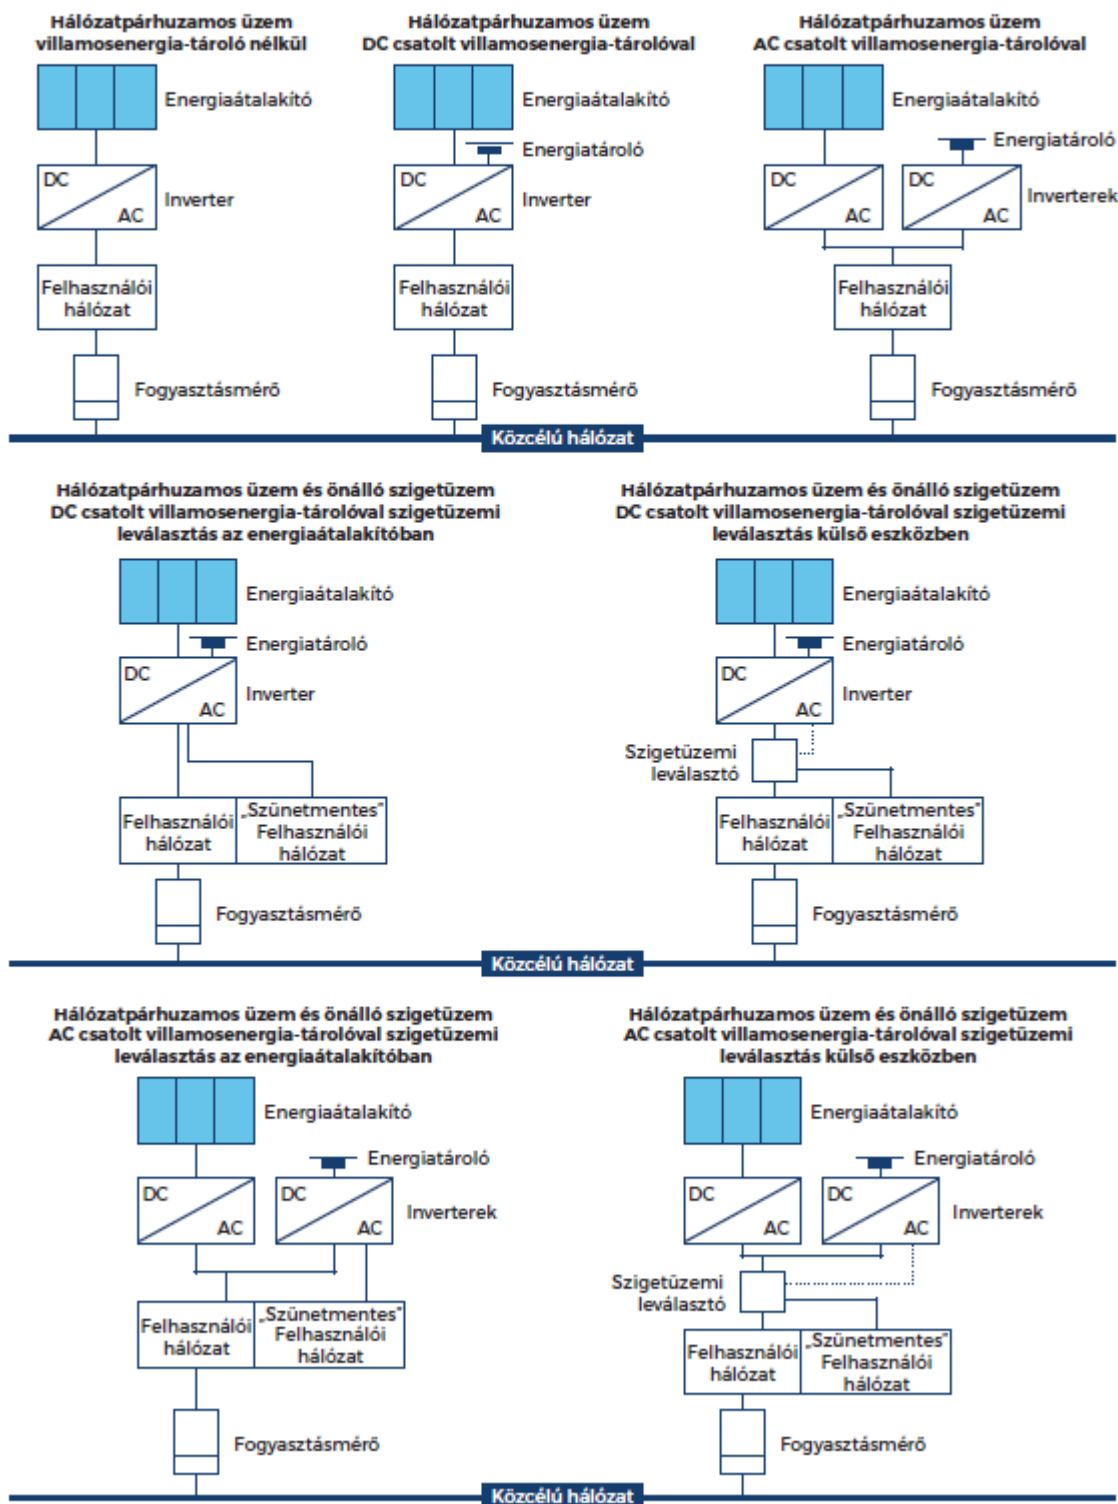 Hálózatpárhuzamos üzem
villamosenergia-tároló nélkül
Energiaátalakító
DC
AC
Inverter
Felhasználói
hálózat
Fogyasztásmérő
Hálózatpárhuzamos üzem
DC csatolt villamosenergia-tárolóval
Energiaátalakító
Energiatároló
DC
AC
Inverter
Felhasználói
hálózat
Fogyasztásmérő
Hálózatpárhuzamos üzem
AC csatolt villamosenergia-tárolóval
Energiaátalakító
Energiatároló
DC
AC
DC
AC
Inverterek
Felhasználói
hálózat
Fogyasztásmérő
Közcélú hálózat
Hálózatpárhuzamos üzem és önálló szigetüzem
DC csatolt villamosenergia-tárolóval szigetüzemi
leválasztás az energiaátalakítóban
Energiaátalakító
Energiatároló
DC
AC
Inverter
Felhasználói
hálózat
„Szünetmentes"
Felhasználói
hálózat
Fogyasztásmérő
Hálózatpárhuzamos üzem és önálló szigetüzem
DC csatolt villamosenergia-tárolóval szigetüzemi
leválasztás külső eszközben
Energiaátalakító
Energiatároló
DC
AC
Inverter
Szigetüzemi
leválasztó
Felhasználói
hálózat
„Szünetmentes"
Felhasználói
hálózat
Fogyasztásmérő
Közcélú hálózat
Hálózatpárhuzamos üzem és önálló szigetüzem
AC csatolt villamosenergia-tárolóval szigetüzemi
leválasztás az energiaátalakítóban
Energiaátalakító
Energiatároló
DC
AC
DC
AC
Inverterek
Felhasználói
hálózat
„Szünetmentes"
Felhasználói
hálózat
Fogyasztásmérő
Hálózatpárhuzamos üzem és önálló szigetüzem
AC csatolt villamosenergia-tárolóval szigetüzemi
leválasztás külső eszközben
Energiaátalakító
Energiatároló
DC
AC
DC
AC
Inverterek
Szigetüzemi
leválasztó
Felhasználói
hálózat
„Szünetmentes"
Felhasználói
hálózat
Fogyasztásmérő
Közcélú hálózat